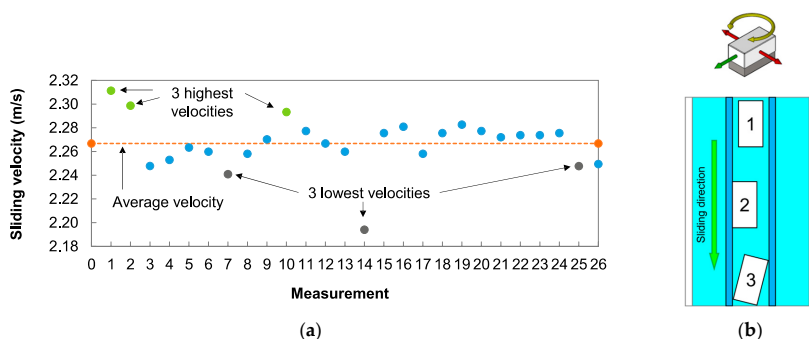 Sliding velocity (m/s)
2.32
2.30
2.28
2.26
2.24
2.22
2.20
2.18
3 highest
velocities
Average velocity
3 lowest velocities
0 1 2 3 4 5 6 7 8 9 10 11 12 13 14 15 16 17 18 19 20 21 22 23 24 25 26
Measurement
(a)
Sliding direction
1
2
3
(b)